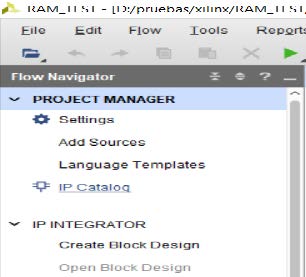 RAM_TEST - [D:/pruebas/xilinx/RAM_TEST/
File Edit Flow Tools Reports
Flow Navigator
PROJECT MANAGER
Settings
Add Sources
Language Templates
IP Catalog
IP INTEGRATOR
Create Block Design
Open Block Design